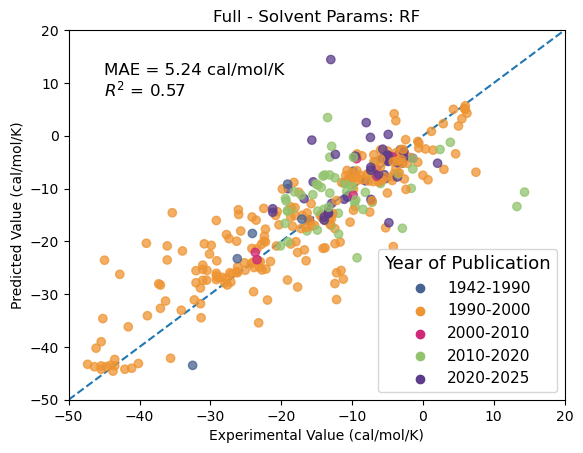 Full - Solvent Params: RF
MAE = 5.24 cal/mol/K
R² = 0.57
Predicted Value (cal/mol/K)
20
10
0
−10
−20
−30
−40
−50
Year of Publication
1942-1990
1990-2000
2000-2010
2010-2020
2020-2025
−50 −40 −30 −20 −10 0 10 20
Experimental Value (cal/mol/K)